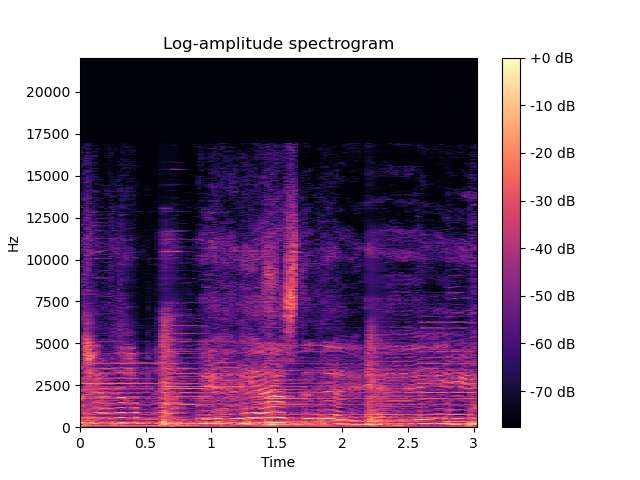 Log-amplitude spectrogram
Hz
20000
17500
15000
12500
10000
7500
5000
2500
0
0 0.5 1 1.5 2 2.5 3
Time
+0 dB
-10 dB
-20 dB
-30 dB
-40 dB
-50 dB
-60 dB
-70 dB